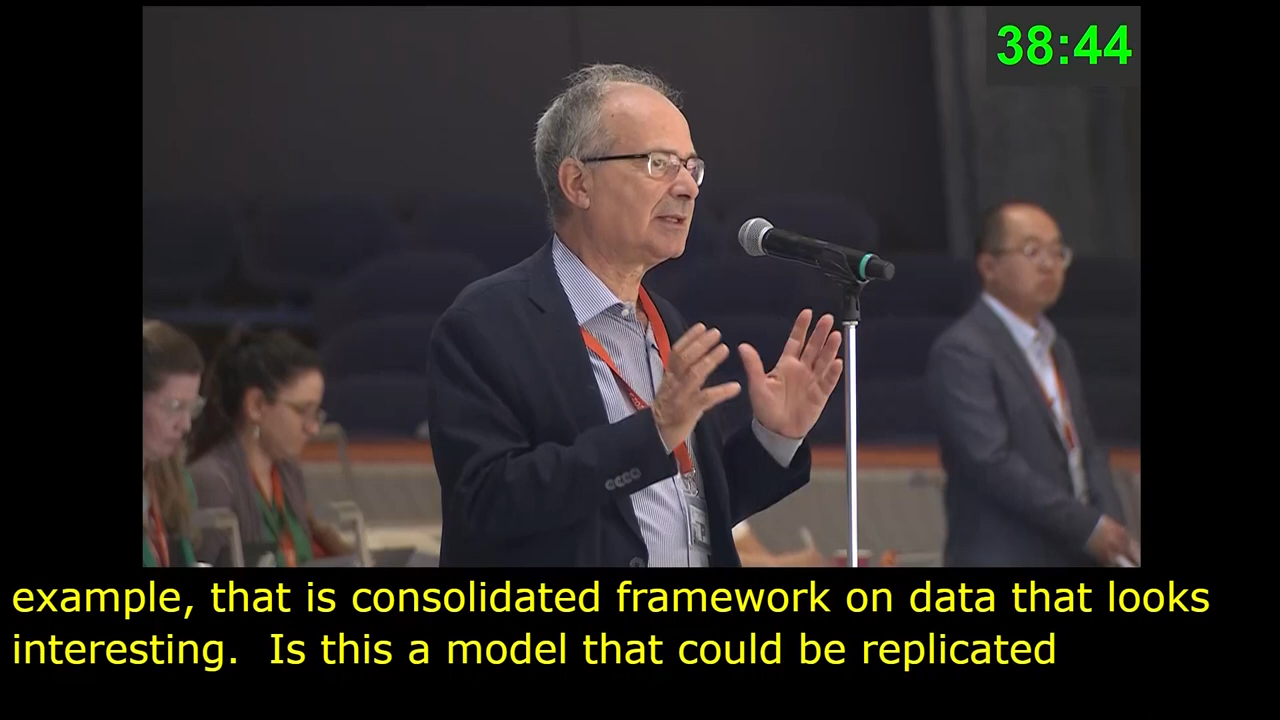 38:44
example, that is consolidated framework on data that looks
interesting.  Is this a model that could be replicated